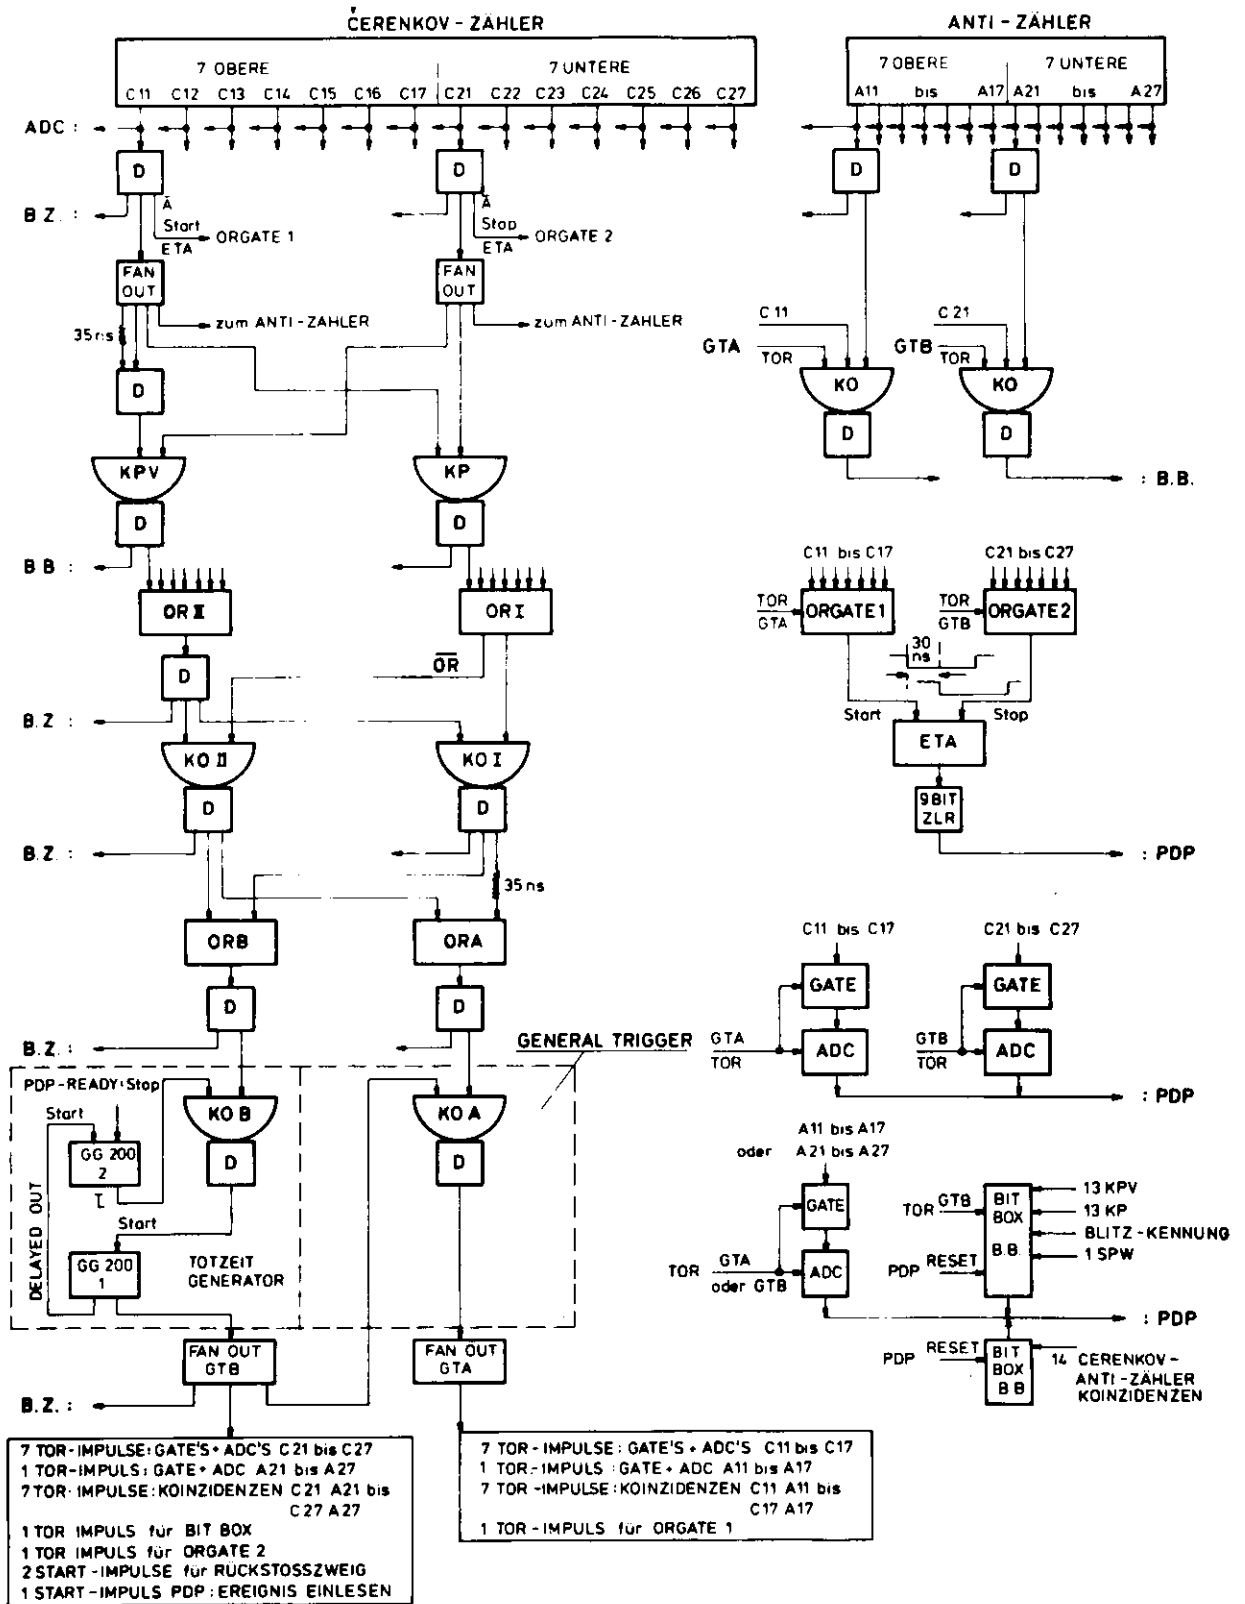 ČERENKOV - ZÄHLER
7 OBERE 7 UNTERE
C11 C12 C13 C14 C15 C16 C17 C21 C22 C23 C24 C25 C26 C27
ADC :
D D
B Z. :
Ā Ā
Start
ETA
ORGATE 1
Stop
ETA
ORGATE 2
FAN OUT
FAN OUT
zum ANTI-ZÄHLER
zum ANTI-ZÄHLER
35 ns
D
KPV KP
D D
B B :
OR II OR I
D
OR
B.Z :
KO II KO I
D D
B.Z. :
35 ns
ORB ORA
D D
B.Z. :
GENERAL TRIGGER
PDP-READY:Stop
Start
GG 200
2
KO B KO A
D D
DELAYED OUT
Start
GG 200
1
TOTZEIT
GENERATOR
FAN OUT
GTB
FAN OUT
GTA
B.Z. :
7 TOR-IMPULSE: GATE'S + ADC'S C21 bis C27
1 TOR-IMPULS: GATE + ADC A21 bis A27
7 TOR-IMPULSE: KOINZIDENZEN C21 A21 bis
C27 A27
1 TOR IMPULS für BIT BOX
1 TOR IMPULS für ORGATE 2
2 START-IMPULSE für RÜCKSTOSSZWEIG
1 START-IMPULS PDP: EREIGNIS EINLESEN
7 TOR-IMPULSE: GATE'S + ADC'S C11 bis C17
1 TOR-IMPULS: GATE + ADC A11 bis A17
7 TOR-IMPULSE: KOINZIDENZEN C11 A11 bis
C17 A17
1 TOR-IMPULS für ORGATE 1
ANTI-ZÄHLER
7 OBERE 7 UNTERE
A11 bis A17 A21 bis A27
D D
C 11 C 21
GTA TOR GTB TOR
KO KO
D D
: B.B.
C11 bis C17 C21 bis C27
TOR
GTA
ORGATE 1
TOR
GTB
ORGATE 2
30
ns
Start Stop
ETA
9 BIT
ZLR
: PDP
C11 bis C17 C21 bis C27
GATE GATE
GTA
TOR
ADC
GTB
TOR
ADC
: PDP
A11 bis A17
oder A21 bis A27
GATE
TOR GTA
oder GTB
ADC
TOR GTB
PDP RESET
BIT
BOX
B.B.
13 KPV
13 KP
BLITZ-KENNUNG
1 SPW
: PDP
PDP RESET
BIT
BOX
B B
14 CERENKOV-
ANTI-ZÄHLER
KOINZIDENZEN